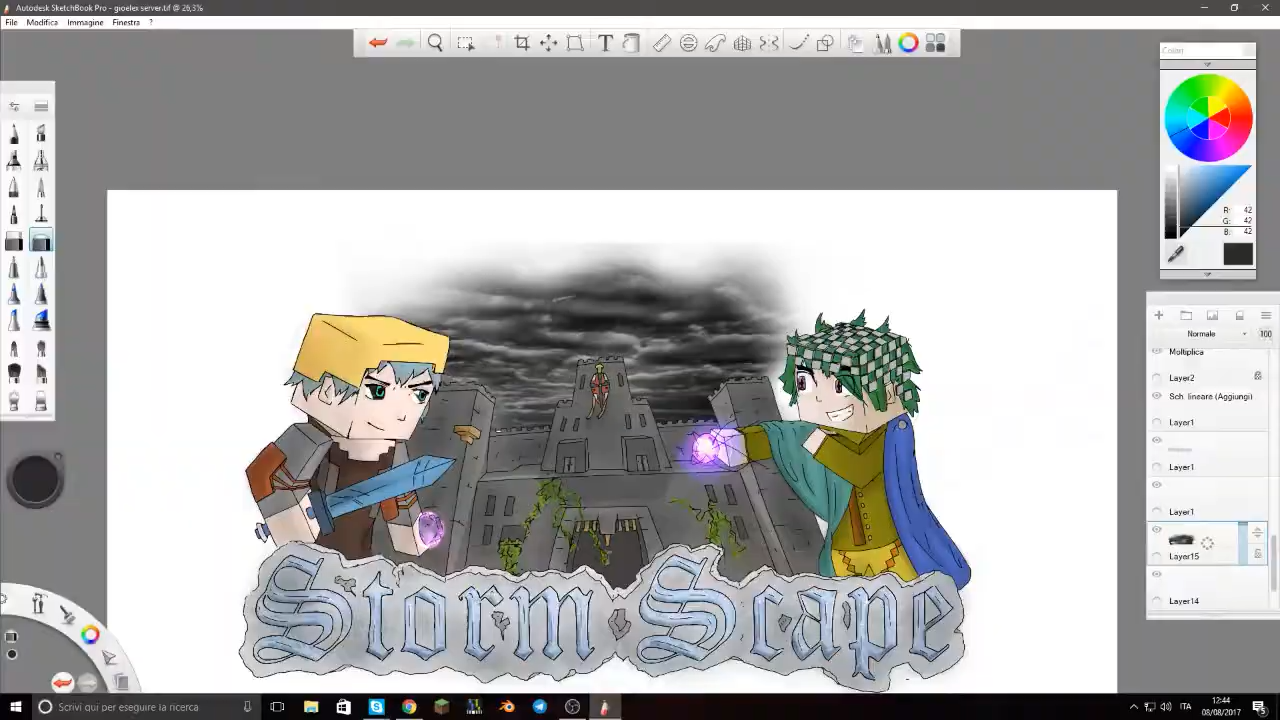 Autodesk SketchBook Pro - gioelex server.tif @ 26,3%
File Modifica Immagine Finestra ?
Colori
R: 42
G: 42
B: 42
Normale 100
Moltiplica
Layer2
Sch. lineare (Aggiungi)
Layer1
Layer1
Layer1
Layer15
Layer14
Storm Scape
Scrivi qui per eseguire la ricerca
ITA
12:44
08/08/2017